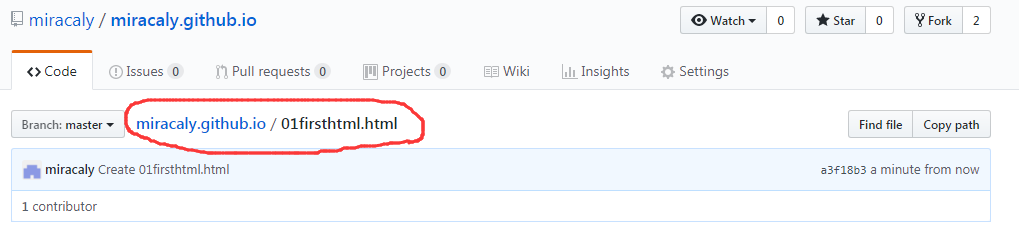 miracaly / miracaly.github.io
Watch 0 Star 0 Fork 2
Code Issues 0 Pull requests 0 Projects 0 Wiki Insights Settings
Branch: master miracaly.github.io / 01firsthtml.html Find file Copy path
miracaly Create 01firsthtml.html a3f18b3 a minute from now
1 contributor